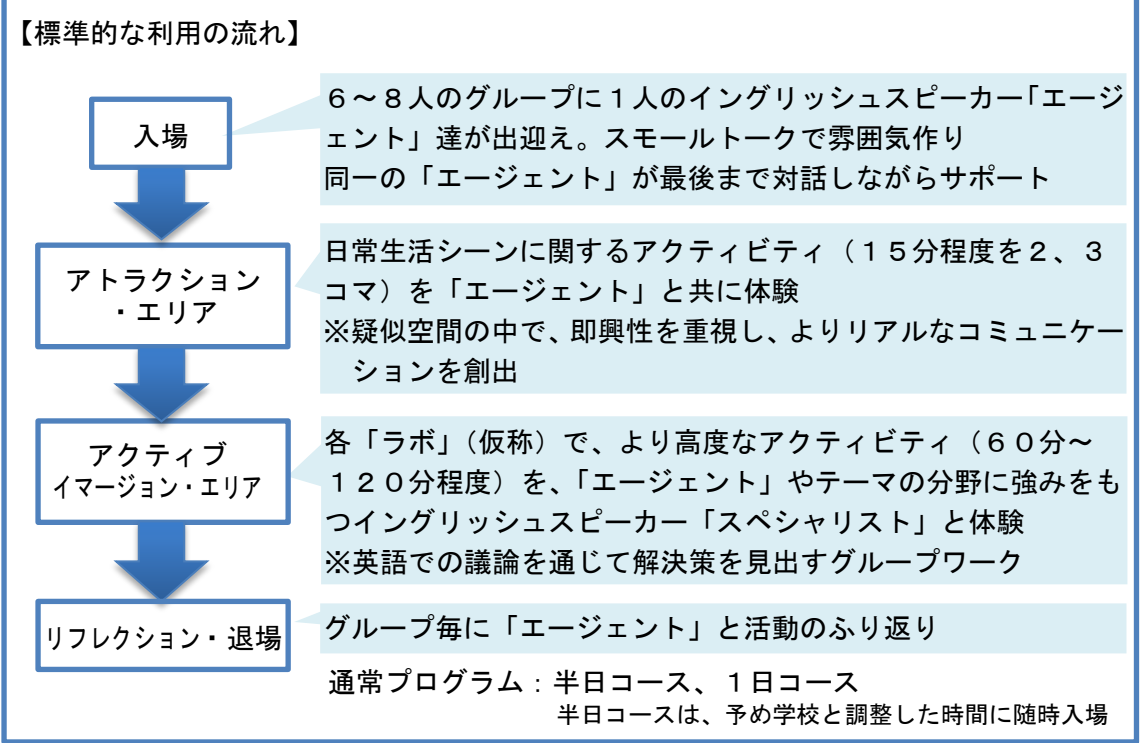 【標準的な利用の流れ】
入場
６～８人のグループに１人のイングリッシュスピーカー「エージ
ェント」達が出迎え。スモールトークで雰囲気作り
同一の「エージェント」が最後まで対話しながらサポート
アトラクション
・エリア
日常生活シーンに関するアクティビティ（１５分程度を２、３
コマ）を「エージェント」と共に体験
※疑似空間の中で、即興性を重視し、よりリアルなコミュニケー
ションを創出
アクティブ
イマージョン・エリア
各「ラボ」（仮称）で、より高度なアクティビティ（６０分～
１２０分程度）を、「エージェント」やテーマの分野に強みをも
つイングリッシュスピーカー「スペシャリスト」と体験
※英語での議論を通じて解決策を見出すグループワーク
リフレクション・退場
グループ毎に「エージェント」と活動のふり返り
通常プログラム：半日コース、１日コース
半日コースは、予め学校と調整した時間に随時入場